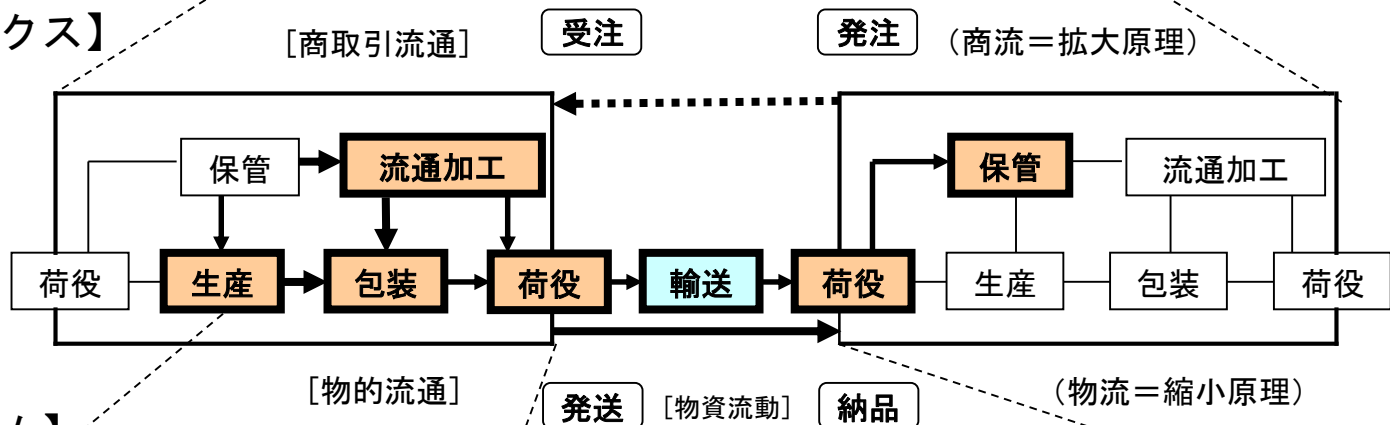 クス】
[商取引流通]
受注
発注
(商流=拡大原理)
保管
流通加工
保管
流通加工
荷役
生産
包装
荷役
輸送
荷役
生産
包装
荷役
[物的流通]
発送
[物資流動]
納品
(物流=縮小原理)